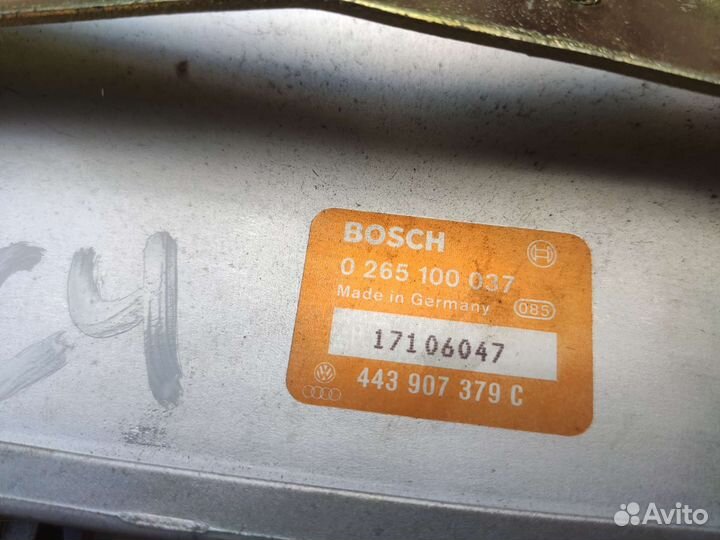 BOSCH
0 265 100 037
Made in Germany
085
17106047
443 907 379 C
Avito